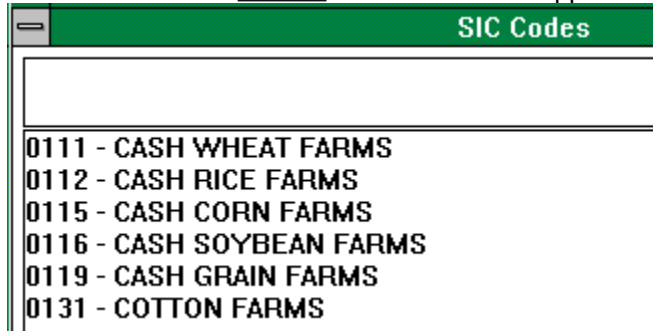 SIC Codes
0111 - CASH WHEAT FARMS
0112 - CASH RICE FARMS
0115 - CASH CORN FARMS
0116 - CASH SOYBEAN FARMS
0119 - CASH GRAIN FARMS
0131 - COTTON FARMS